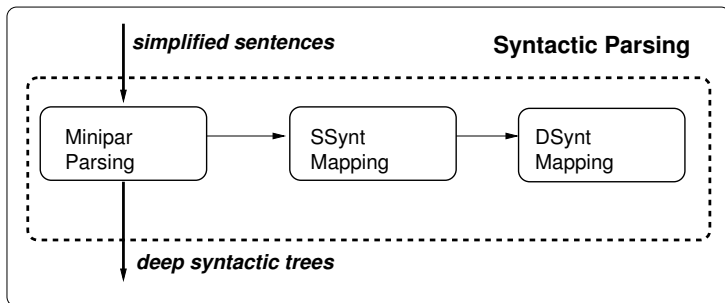 simplified sentences
Syntactic Parsing
Minipar
Parsing
SSynt
Mapping
DSynt
Mapping
deep syntactic trees